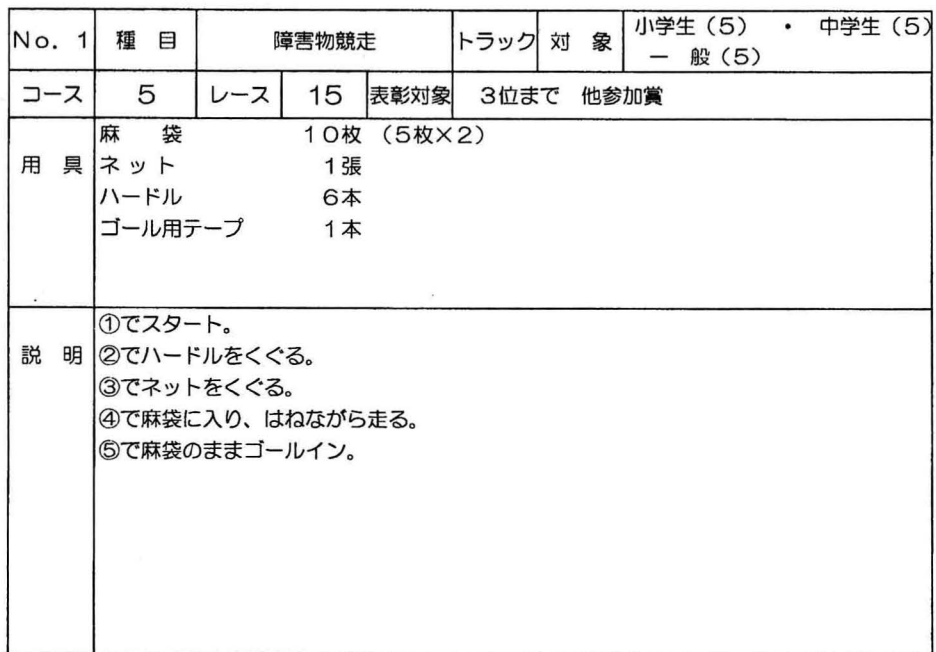 No. 1 種 目 障害物競走 トラック 対 象 小学生（5） ・ 中学生（5）
一 般（5）
コース 5 レース 15 表彰対象 3位まで 他参加賞
用 具
麻 袋 10枚（5枚×2）
ネット 1張
ハードル 6本
ゴール用テープ 1本
説 明
①でスタート。
②でハードルをくぐる。
③でネットをくぐる。
④で麻袋に入り、はねながら走る。
⑤で麻袋のままゴールイン。